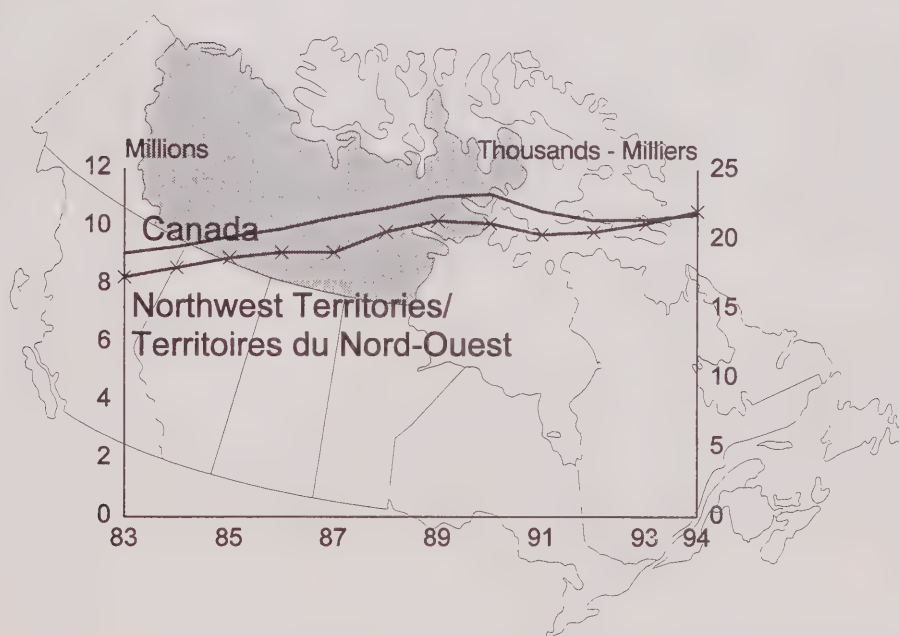 Millions
Thousands - Milliers
12
10
8
6
4
2
0
25
20
15
10
5
0
Canada
Northwest Territories/
Territoires du Nord-Ouest
83 85 87 89 91 93 94